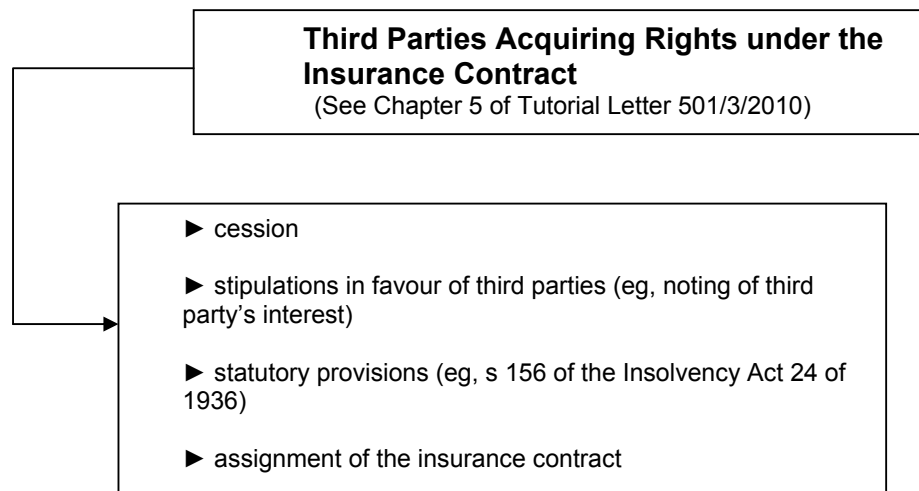 Third Parties Acquiring Rights under the
Insurance Contract
(See Chapter 5 of Tutorial Letter 501/3/2010)
► cession
► stipulations in favour of third parties (eg, noting of third
party’s interest)
► statutory provisions (eg, s 156 of the Insolvency Act 24 of
1936)
► assignment of the insurance contract